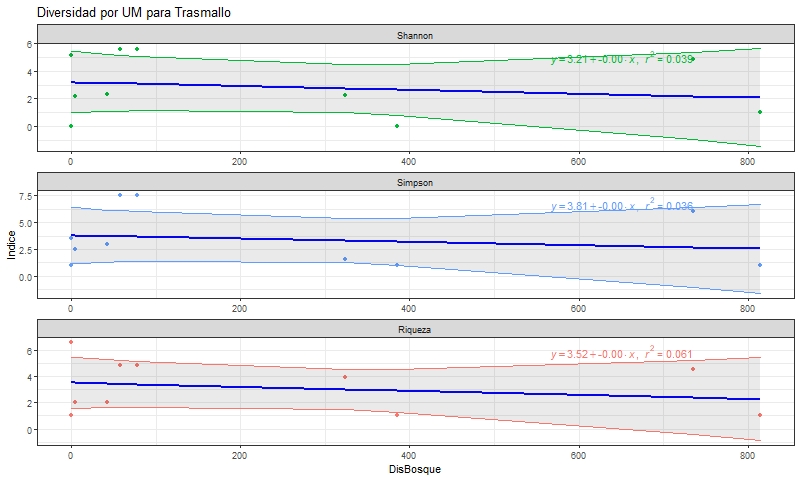 Diversidad por UM para Trasmallo
Shannon
6
4
2
0
y = 3.21 + -0.00 · x, r² = 0.039
0 200 400 600 800
Simpson
7.5
5.0
2.5
0.0
y = 3.81 + -0.00 · x, r² = 0.036
0 200 400 600 800
Indice
Riqueza
6
4
2
0
y = 3.52 + -0.00 · x, r² = 0.061
0 200 400 600 800
DisBosque